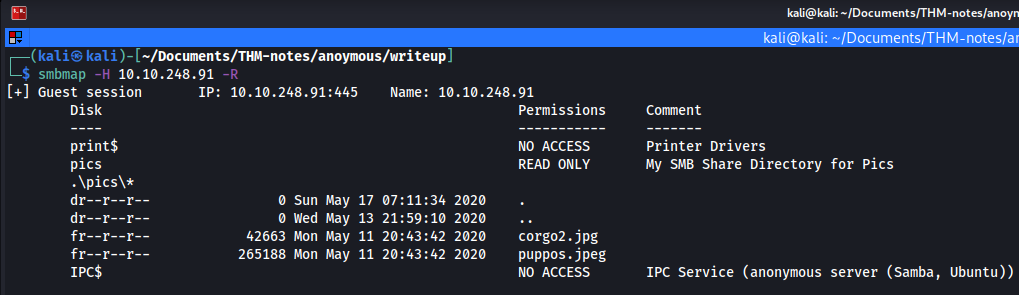 kali@kali: ~/Documents/THM-notes/anoyn
kali@kali: ~/Documents/THM-notes/ano
(kali㉿kali)-[~/Documents/THM-notes/anoymous/writeup]
$ smbmap -H 10.10.248.91 -R
[+] Guest session IP: 10.10.248.91:445 Name: 10.10.248.91
Disk Permissions Comment
---- ----------- -------
print$ NO ACCESS Printer Drivers
pics READ ONLY My SMB Share Directory for Pics
.\pics\*
dr--r--r-- 0 Sun May 17 07:11:34 2020 .
dr--r--r-- 0 Wed May 13 21:59:10 2020 ..
fr--r--r-- 42663 Mon May 11 20:43:42 2020 corgo2.jpg
fr--r--r-- 265188 Mon May 11 20:43:42 2020 puppos.jpeg
IPC$ NO ACCESS IPC Service (anonymous server (Samba, Ubuntu))